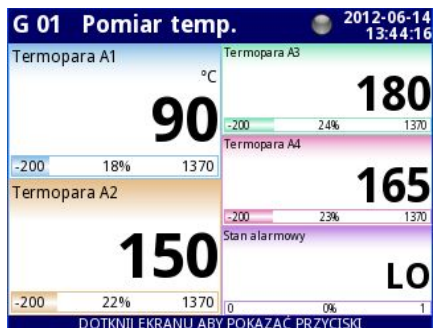 G 01 Pomiar temp.
2012-06-14
13:44:16
Termopara A1
°C
90
-200 18% 1370
Termopara A2
150
-200 22% 1370
Termopara A3
180
-200 24% 1370
Termopara A4
165
-200 23% 1370
Stan alarmowy
LO
0 0% 1
DOTKNIJ EKRANU ABY POKAZAĆ PRZYCISKI